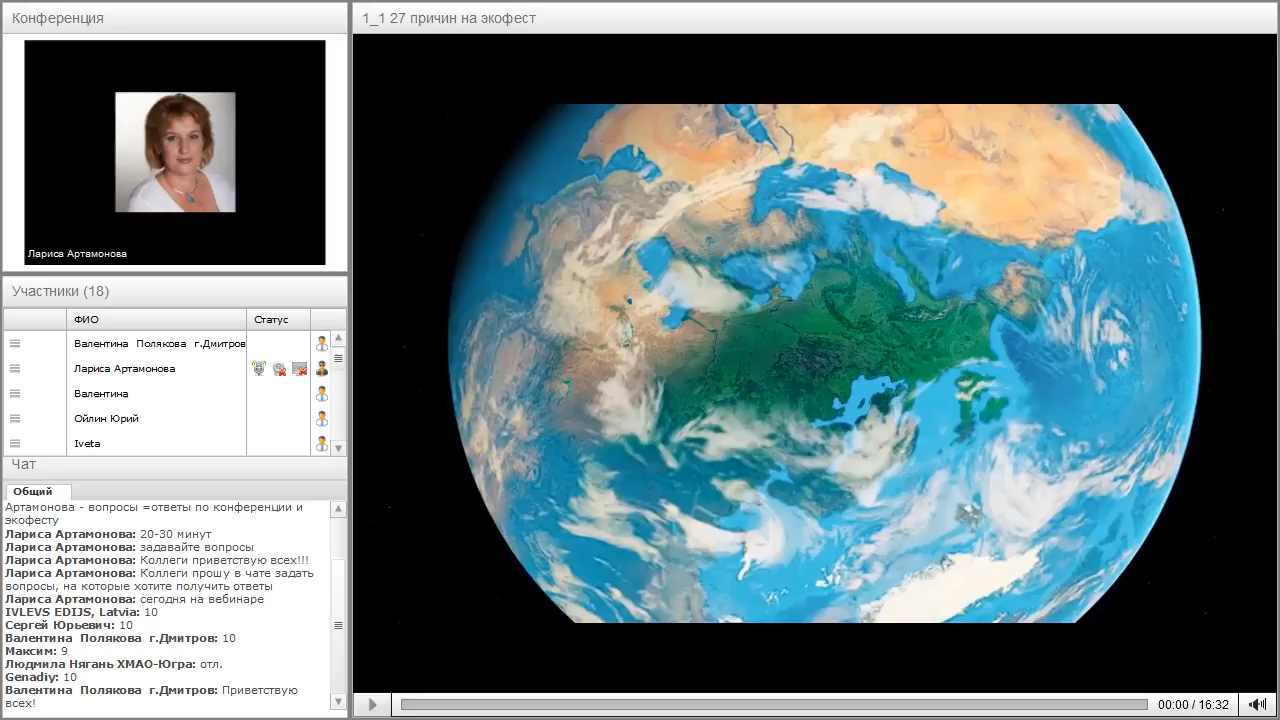 Конференция
Лариса Артамонова
Участники (18)
ФИО
Статус
Валентина Полякова г.Дмитров
Лариса Артамонова
Валентина
Ойлин Юрий
Iveta
Чат
Общий
Артамонова - вопросы =ответы по конференции и
экофесту
Лариса Артамонова: 20-30 минут
Лариса Артамонова: задавайте вопросы
Лариса Артамонова: Коллеги приветствую всех!!!
Лариса Артамонова: Коллеги прошу в чате задать
вопросы, на которые хотите получить ответы
Лариса Артамонова: сегодня на вебинаре
IVLEVS EDIJS, Latvia: 10
Сергей Юрьевич: 10
Валентина Полякова г.Дмитров: 10
Максим: 9
Людмила Нягань ХМАО-Югра: отл.
Genadiy: 10
Валентина Полякова г.Дмитров: Приветствую
всех!
1_1 27 причин на экофест
00:00 / 16:32